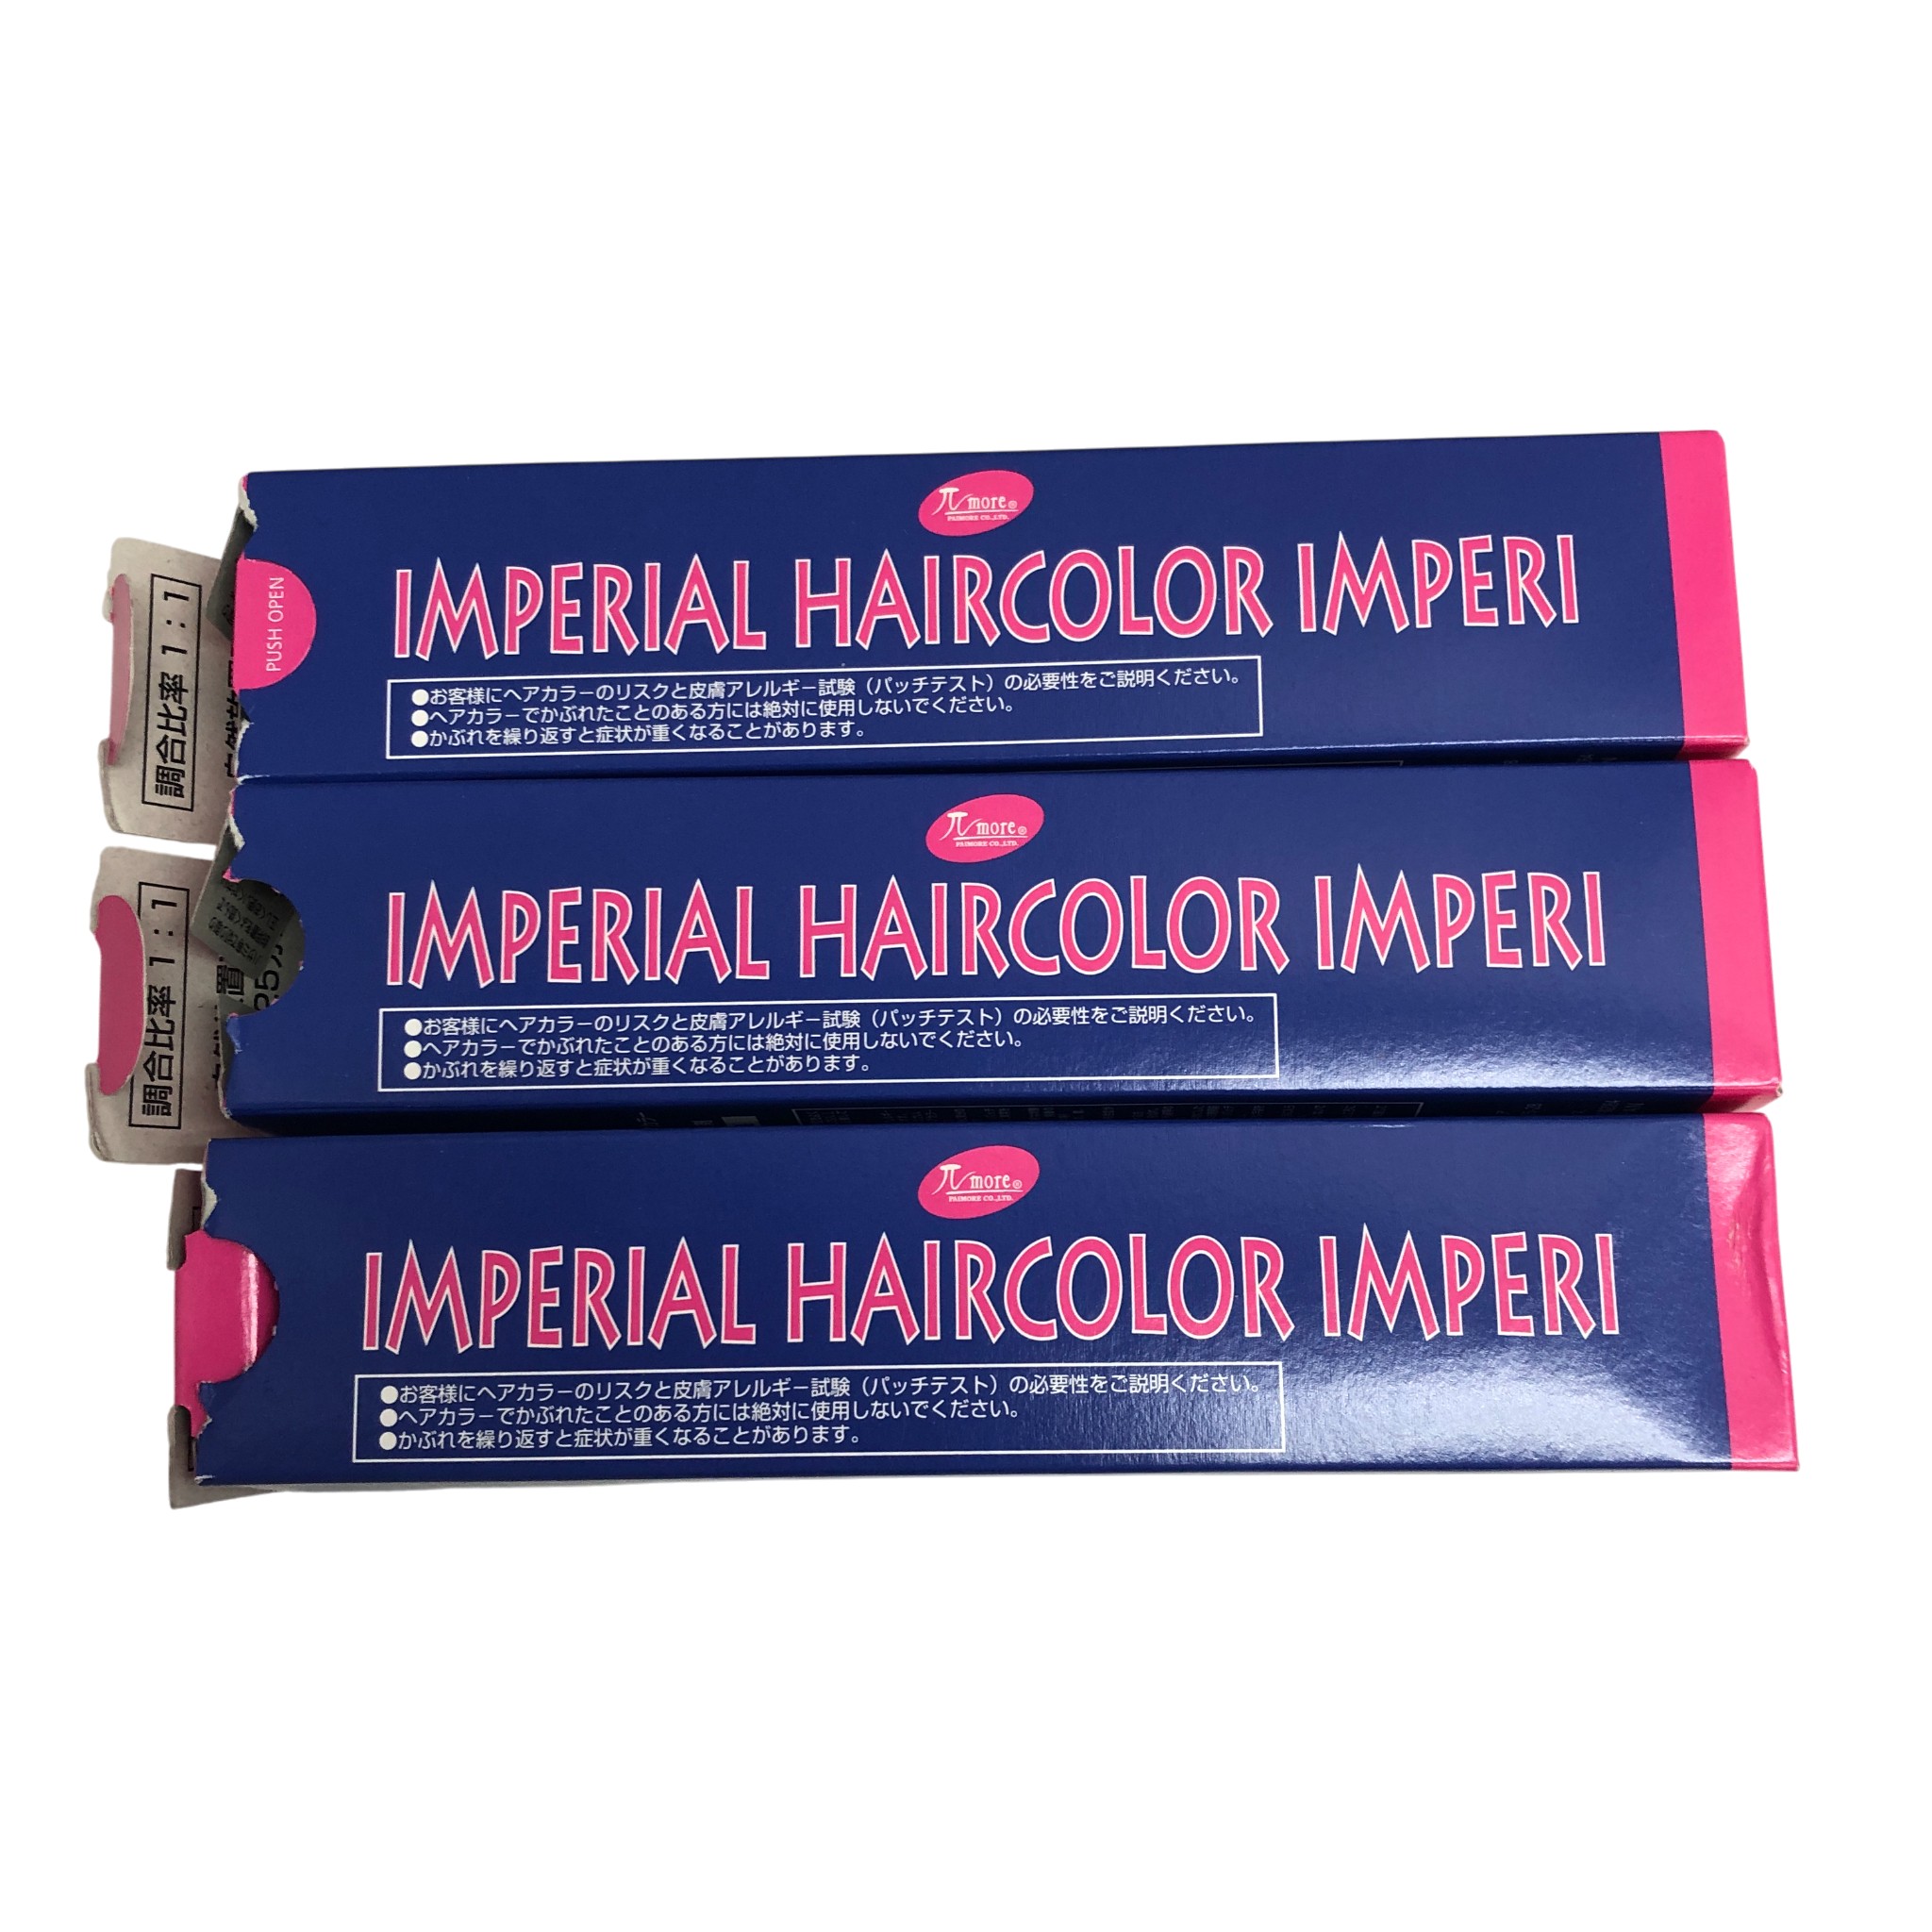 π more®
PAIMORE CO.,LTD.
IMPERIAL HAIRCOLOR IMPERI
PUSH OPEN
調合比率 1：1
●お客様にヘアカラーのリスクと皮膚アレルギー試験（パッチテスト）の必要性をご説明ください。
●ヘアカラーでかぶれたことのある方には絶対に使用しないでください。
●かぶれを繰り返すと症状が重くなることがあります。
π more®
PAIMORE CO.,LTD.
IMPERIAL HAIRCOLOR IMPERI
調合比率 1：1
●お客様にヘアカラーのリスクと皮膚アレルギー試験（パッチテスト）の必要性をご説明ください。
●ヘアカラーでかぶれたことのある方には絶対に使用しないでください。
●かぶれを繰り返すと症状が重くなることがあります。
π more®
PAIMORE CO.,LTD.
IMPERIAL HAIRCOLOR IMPERI
●お客様にヘアカラーのリスクと皮膚アレルギー試験（パッチテスト）の必要性をご説明ください。
●ヘアカラーでかぶれたことのある方には絶対に使用しないでください。
●かぶれを繰り返すと症状が重くなることがあります。